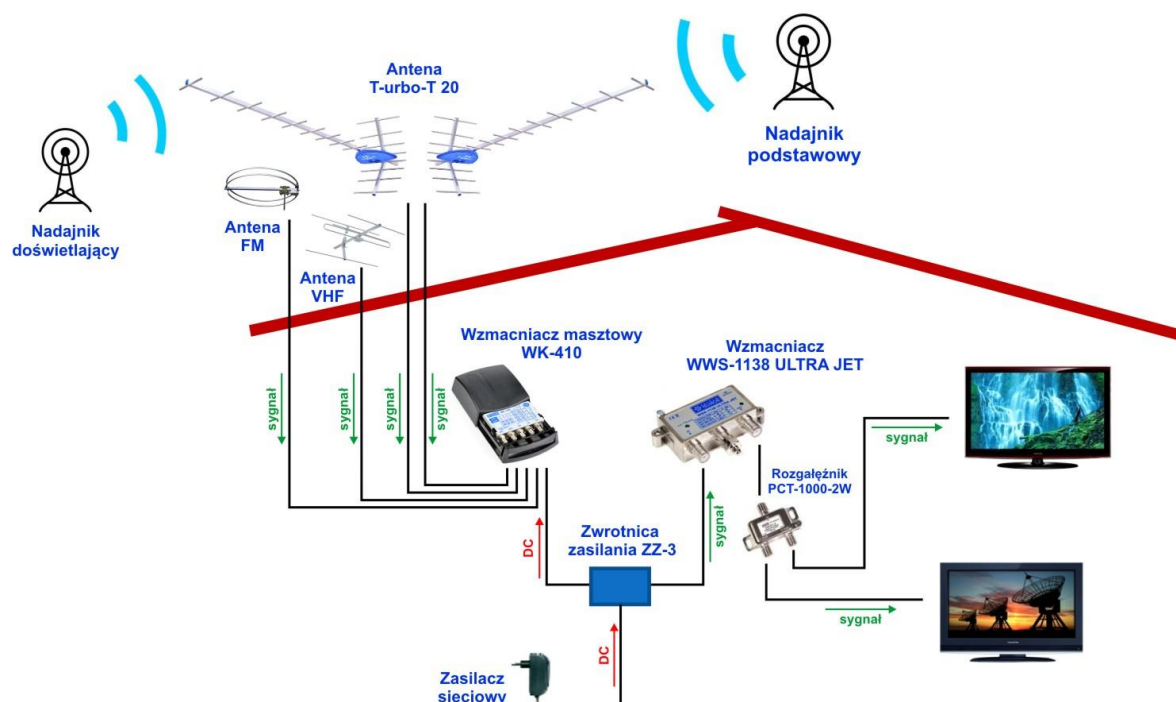 Antena
T-urbo-T 20
Nadajnik
podstawowy
Nadajnik
doświetlający
Antena
FM
Antena
VHF
Wzmacniacz masztowy
WK-410
Wzmacniacz
WWS-1138 ULTRA JET
sygnał
sygnał
sygnał
sygnał
sygnał
Rozgałęźnik
PCT-1000-2W
sygnał
Zwrotnica
zasilania ZZ-3
DC
sygnał
DC
Zasilacz
sieciowy